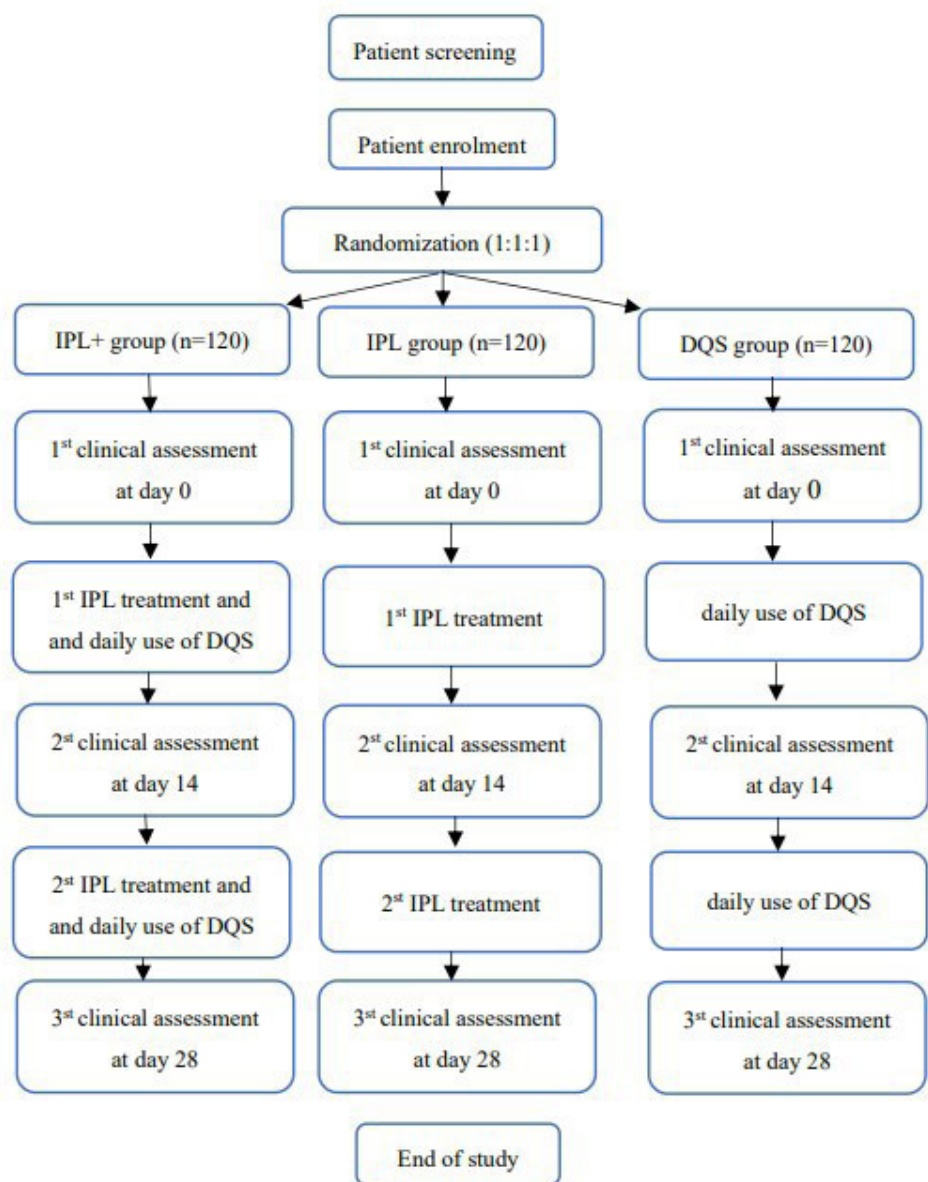 Patient screening
Patient enrolment
Randomization (1:1:1)
IPL+ group (n=120)
IPL group (n=120)
DQS group (n=120)
1st clinical assessment
at day 0
1st clinical assessment
at day 0
1st clinical assessment
at day 0
1st IPL treatment and
and daily use of DQS
1st IPL treatment
daily use of DQS
2st clinical assessment
at day 14
2st clinical assessment
at day 14
2st clinical assessment
at day 14
2st IPL treatment and
and daily use of DQS
2st IPL treatment
daily use of DQS
3st clinical assessment
at day 28
3st clinical assessment
at day 28
3st clinical assessment
at day 28
End of study